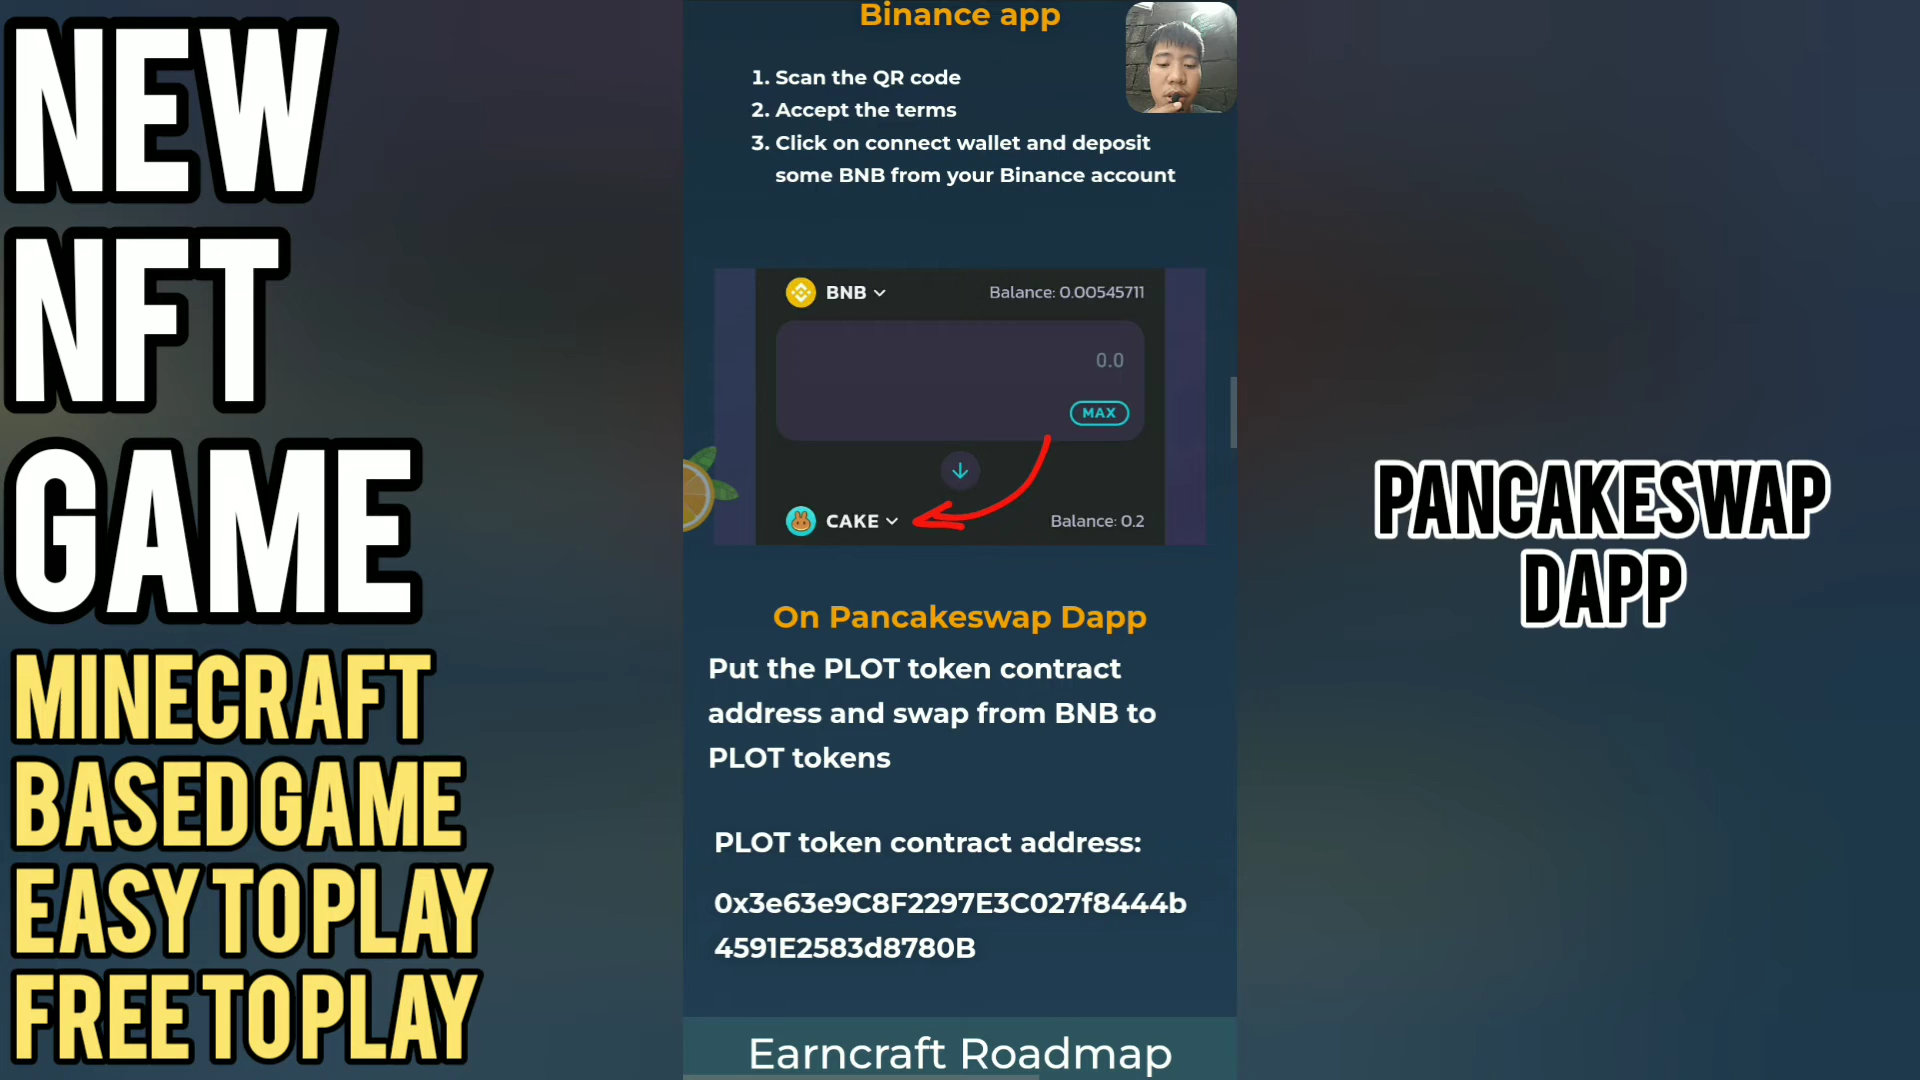 NEW
NFT
GAME
MINECRAFT
BASED GAME
EASY TO PLAY
FREE TO PLAY
Binance app
1. Scan the QR code
2. Accept the terms
3. Click on connect wallet and deposit
some BNB from your Binance account
BNB
Balance: 0.00545711
0.0
MAX
CAKE
Balance: 0.2
On Pancakeswap Dapp
Put the PLOT token contract
address and swap from BNB to
PLOT tokens
PLOT token contract address:
0x3e63e9C8F2297E3C027f8444b
4591E2583d8780B
Earncraft Roadmap
PANCAKESWAP
DAPP